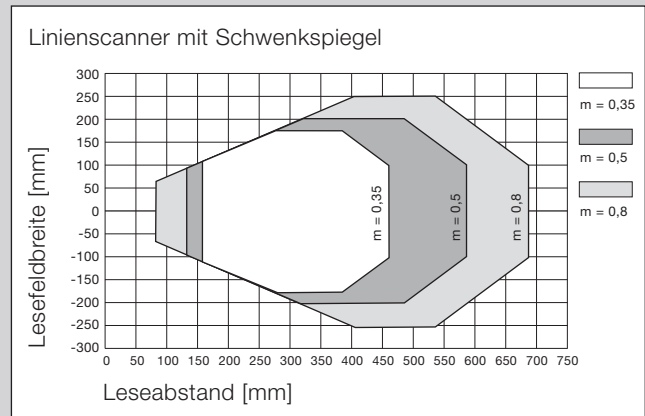 Linienscanner mit Schwenkspiegel
Lesefeldbreite [mm]
300
250
200
150
100
50
0
-50
-100
-150
-200
-250
-300
m = 0,35
m = 0,5
m = 0,8
0 50 100 150 200 250 300 350 400 450 500 550 600 650 700 750
Leseabstand [mm]
m = 0,35
m = 0,5
m = 0,8